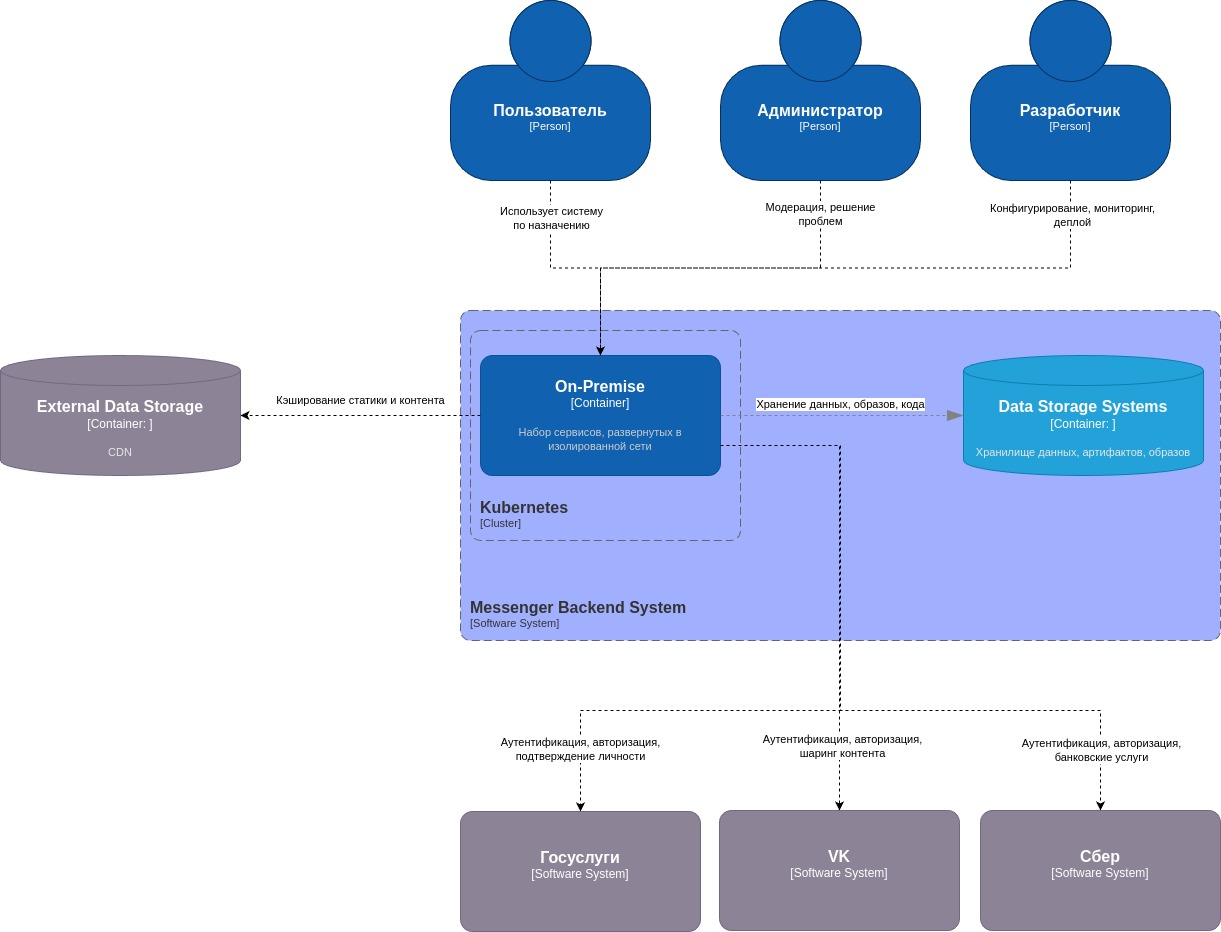 Пользователь
[Person]
Администратор
[Person]
Разработчик
[Person]
Использует систему
по назначению
Модерация, решение
проблем
Конфигурирование, мониторинг,
деплой
External Data Storage
[Container: ]
CDN
Кэширование статики и контента
On-Premise
[Container]
Набор сервисов, развернутых в
изолированной сети
Хранение данных, образов, кода
Data Storage Systems
[Container: ]
Хранилище данных, артифактов, образов
Kubernetes
[Cluster]
Messenger Backend System
[Software System]
Аутентификация, авторизация,
подтверждение личности
Аутентификация, авторизация,
шаринг контента
Аутентификация, авторизация,
банковские услуги
Госуслуги
[Software System]
VK
[Software System]
Сбер
[Software System]